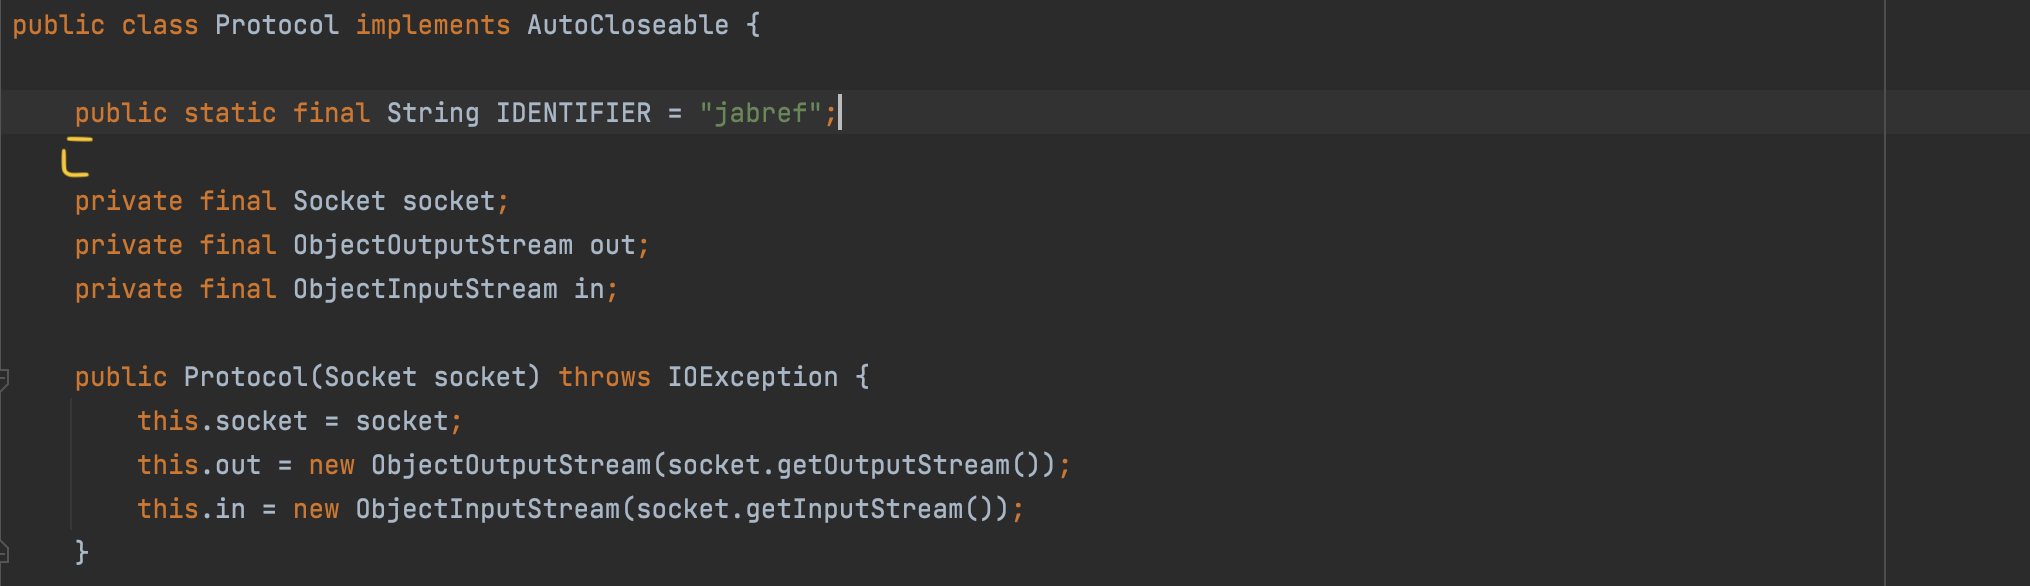 public class Protocol implements AutoCloseable {
public static final String IDENTIFIER = "jabref";
private final Socket socket;
private final ObjectOutputStream out;
private final ObjectInputStream in;
public Protocol(Socket socket) throws IOException {
this.socket = socket;
this.out = new ObjectOutputStream(socket.getOutputStream());
this.in = new ObjectInputStream(socket.getInputStream());
}